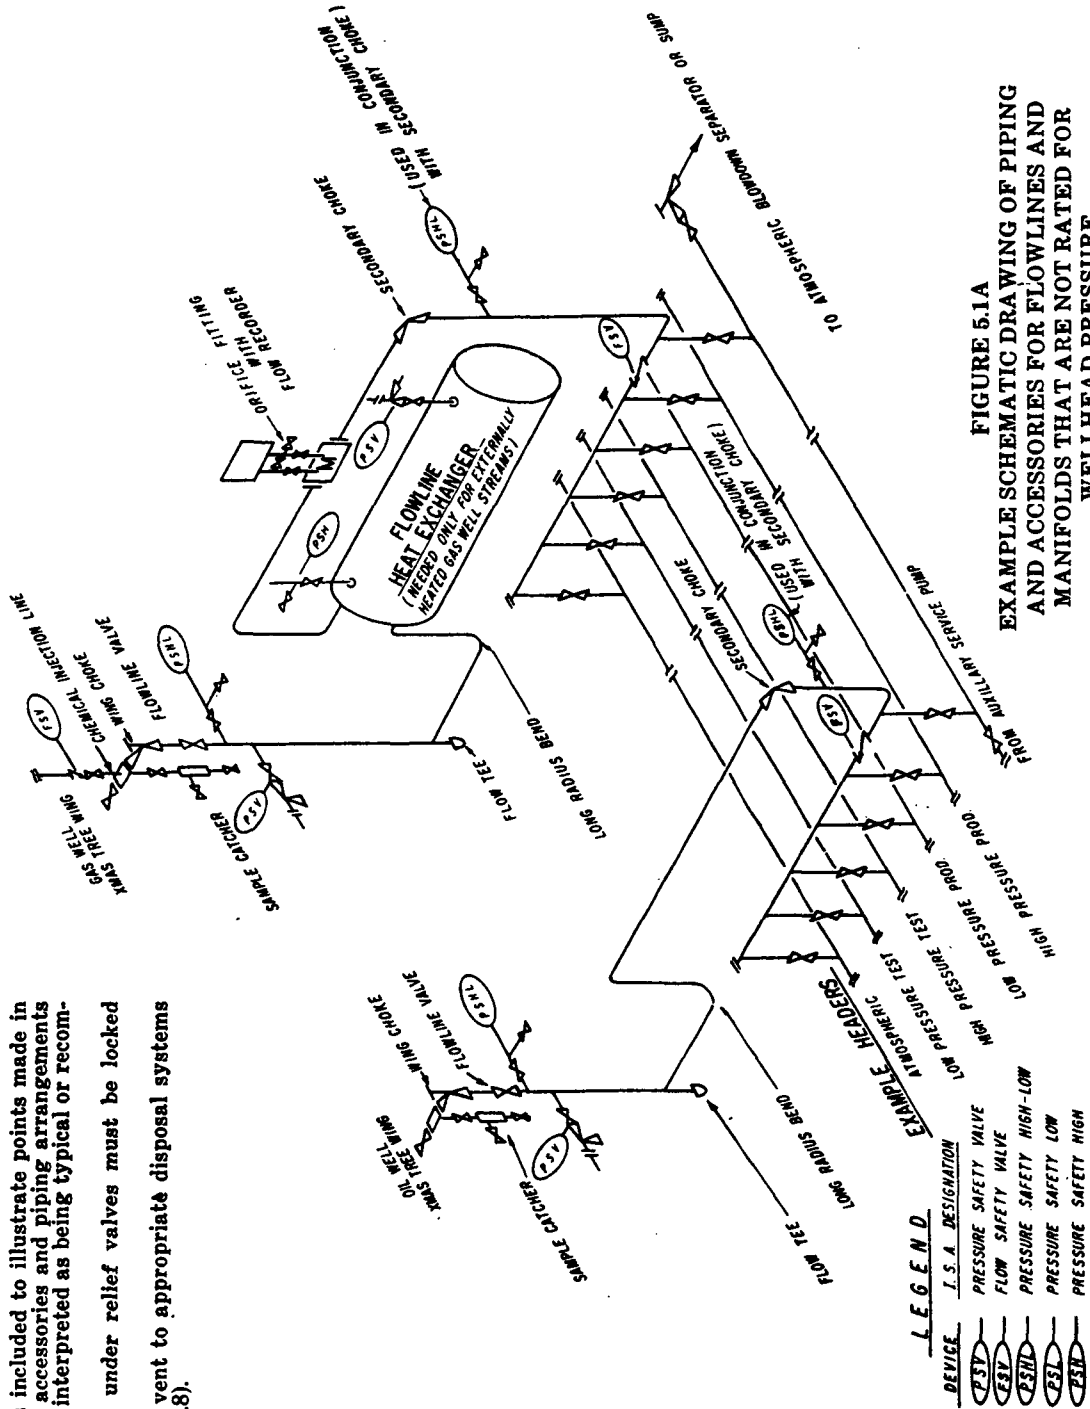 included to illustrate points made in
accessories and piping arrangements
interpreted as being typical or recom-
under relief valves must be locked
vent to appropriate disposal systems
.8).
FSV
CHEMICAL INJECTION LINE
WING CHOKE
FLOWLINE VALVE
PSHL
GAS WELL
XMAS TREE WING
SAMPLE CATCHER
PSV
FLOW TEE
LONG RADIUS BEND
ORIFICE FITTING
WITH
FLOW RECORDER
PSH
PSV
M
FLOWLINE
HEAT EXCHANGER
(NEEDED ONLY FOR EXTERNALLY
HEATED GAS WELL STREAMS)
SECONDARY CHOKE
PSHL
(USED IN CONJUNCTION
WITH SECONDARY CHOKE)
FSV
TO ATMOSPHERIC BLOWDOWN SEPARATOR OR SUMP
OIL WELL
XMAS TREE WING
WING CHOKE
FLOWLINE VALVE
PSHL
PSV
SAMPLE CATCHER
FLOW TEE
LONG RADIUS BEND
SECONDARY CHOKE
PSHL
(USED IN CONJUNCTION
WITH SECONDARY CHOKE)
FSV
FROM AUXILLARY SERVICE PUMP
EXAMPLE HEADERS
ATMOSPHERIC
LOW PRESSURE TEST
HIGH PRESSURE TEST
LOW PRESSURE PROD.
HIGH PRESSURE PROD.
LEGEND
DEVICE I.S.A. DESIGNATION
PSV PRESSURE SAFETY VALVE
FSV FLOW SAFETY VALVE
PSHL PRESSURE SAFETY HIGH-LOW
PSL PRESSURE SAFETY LOW
PSH PRESSURE SAFETY HIGH
FIGURE 5.1A
EXAMPLE SCHEMATIC DRAWING OF PIPING
AND ACCESSORIES FOR FLOWLINES AND
MANIFOLDS THAT ARE NOT RATED FOR
WELLHEAD PRESSURE